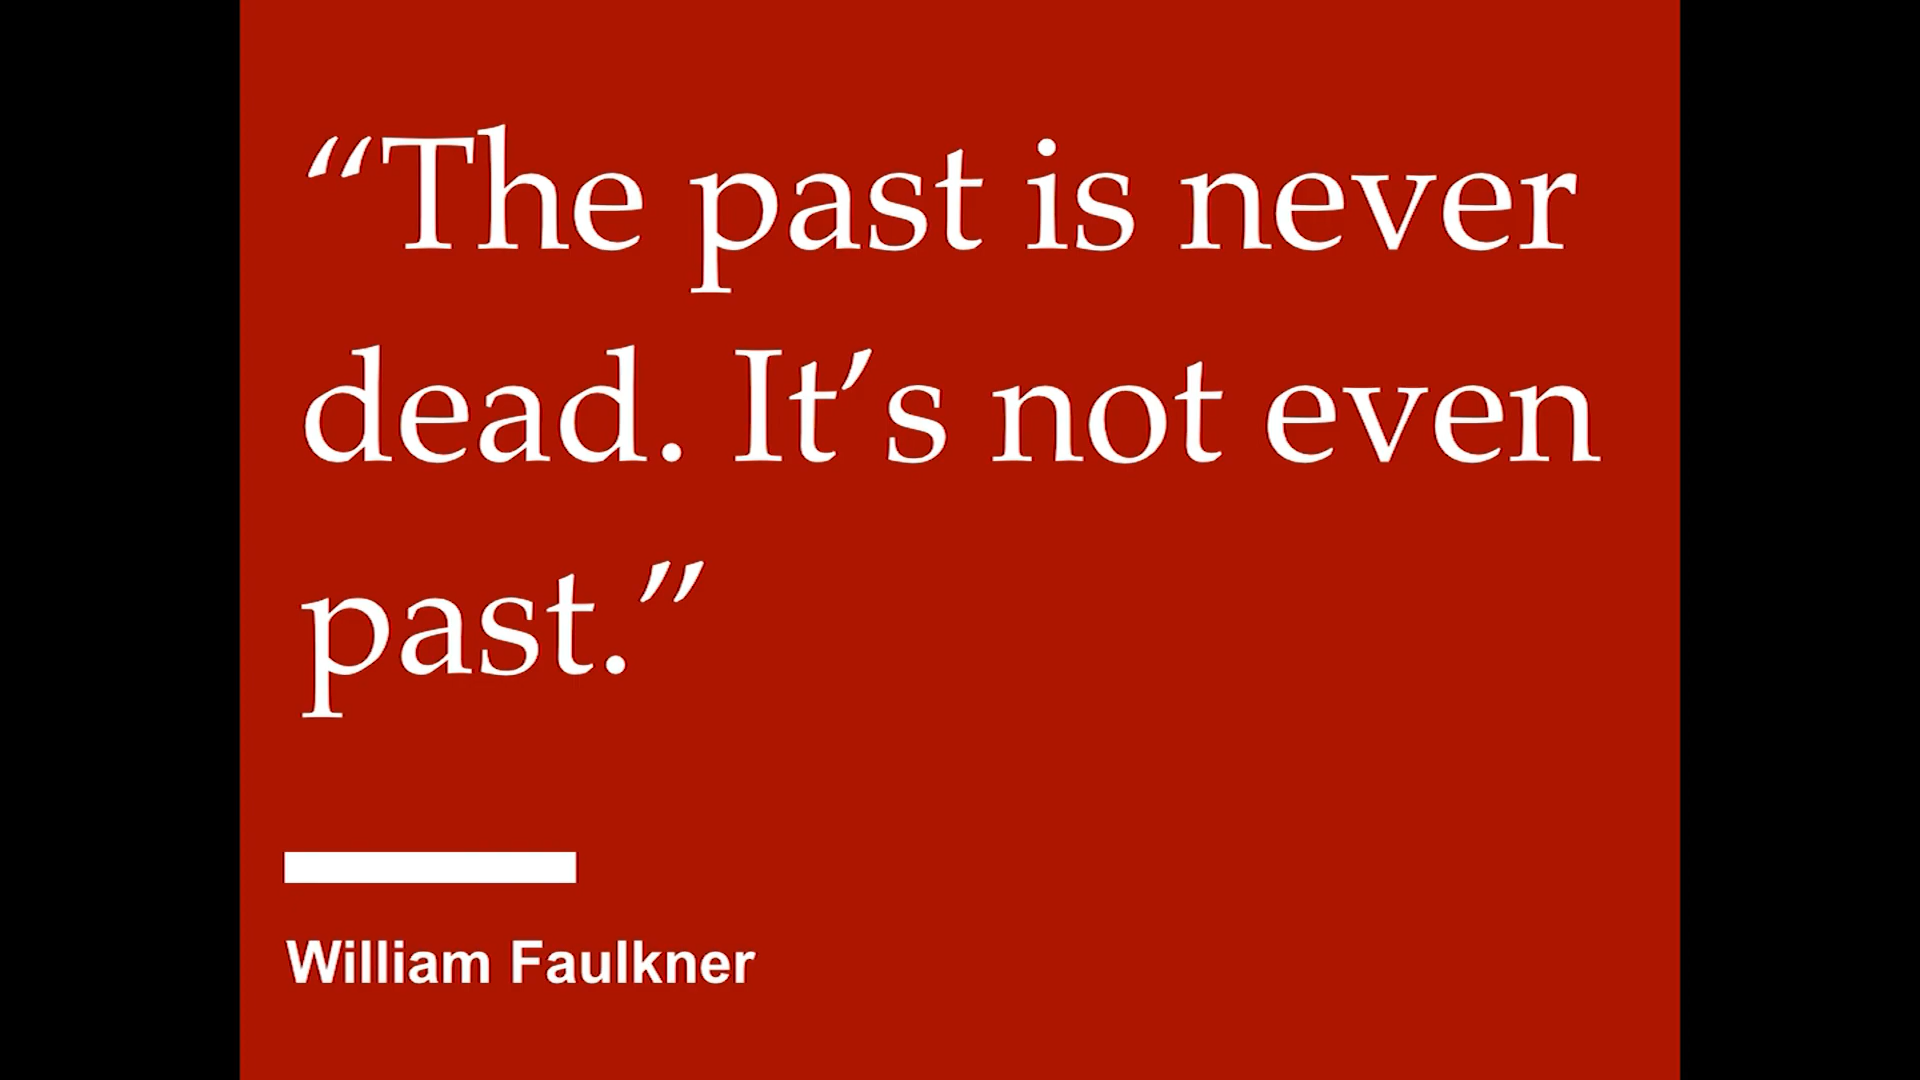 “The past is never
dead. It’s not even
past.”
William Faulkner